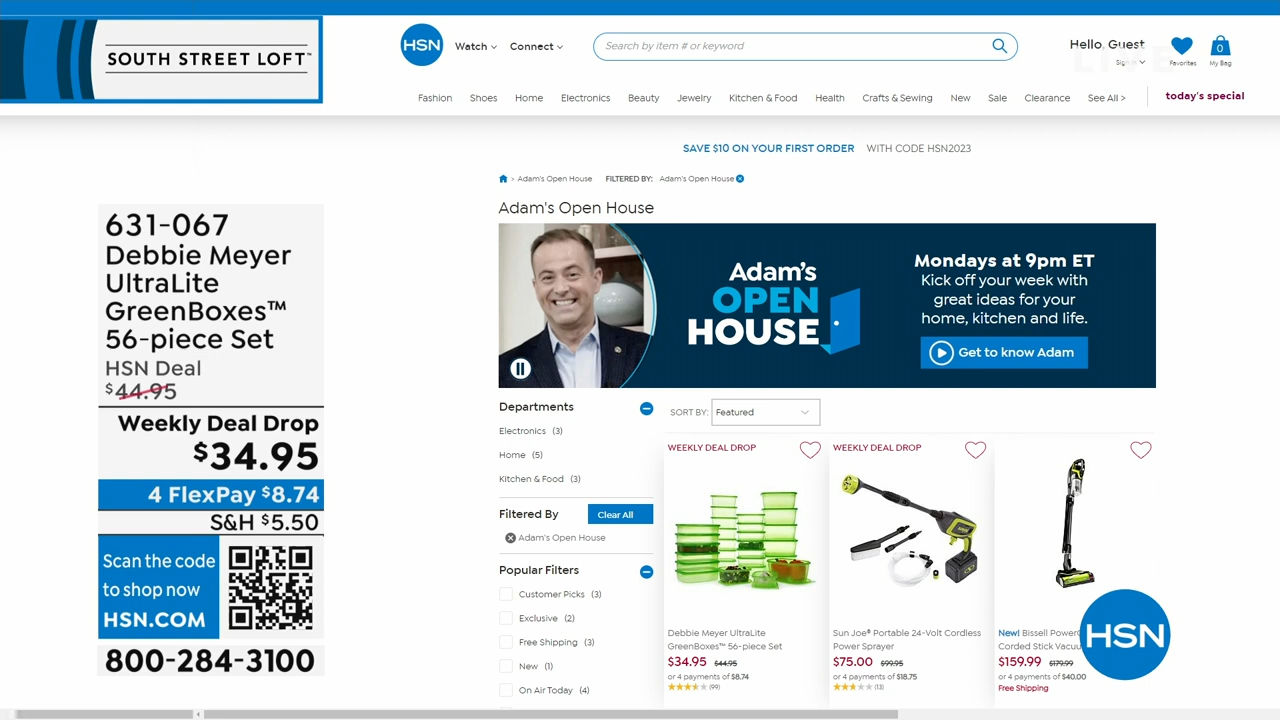 SOUTH STREET LOFT™
HSN
Watch
Connect
Search by item # or keyword
Hello, Guest
Favorites
0
My Bag
LIVE
Fashion
Shoes
Home
Electronics
Beauty
Jewelry
Kitchen & Food
Health
Crafts & Sewing
New
Sale
Clearance
See All >
today's special
SAVE $10 ON YOUR FIRST ORDER WITH CODE HSN2023
> Adam's Open House FILTERED BY: Adam's Open House
Adam's Open House
Adam's
OPEN
HOUSE
Mondays at 9pm ET
Kick off your week with
great ideas for your
home, kitchen and life.
Get to know Adam
631-067
Debbie Meyer
UltraLite
GreenBoxes™
56-piece Set
HSN Deal
$44.95
Weekly Deal Drop
$34.95
4 FlexPay $8.74
S&H $5.50
Scan the code
to shop now
HSN.COM
800-284-3100
Departments
Electronics (3)
Home (5)
Kitchen & Food (3)
Filtered By
Clear All
Adam's Open House
Popular Filters
Customer Picks (3)
Exclusive (2)
Free Shipping (3)
New (1)
On Air Today (4)
SORT BY: Featured
WEEKLY DEAL DROP
Debbie Meyer UltraLite
GreenBoxes™ 56-piece Set
$34.95 $44.95
or 4 payments of $8.74
(99)
WEEKLY DEAL DROP
Sun Joe® Portable 24-Volt Cordless
Power Sprayer
$75.00 $99.95
or 4 payments of $18.75
(13)
New! Bissell Power
Corded Stick Vacuu
$159.99 $179.99
or 4 payments of $40.00
Free Shipping
HSN